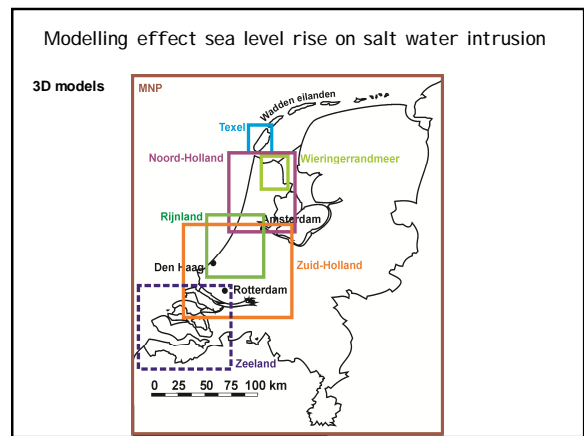 Modelling effect sea level rise on salt water intrusion
3D models
MNP
Wadden eilanden
Texel
Noord-Holland
Wieringerrandmeer
Rijnland
Amsterdam
Den Haag
Zuid-Holland
Rotterdam
Zeeland
0 25 50 75 100 km